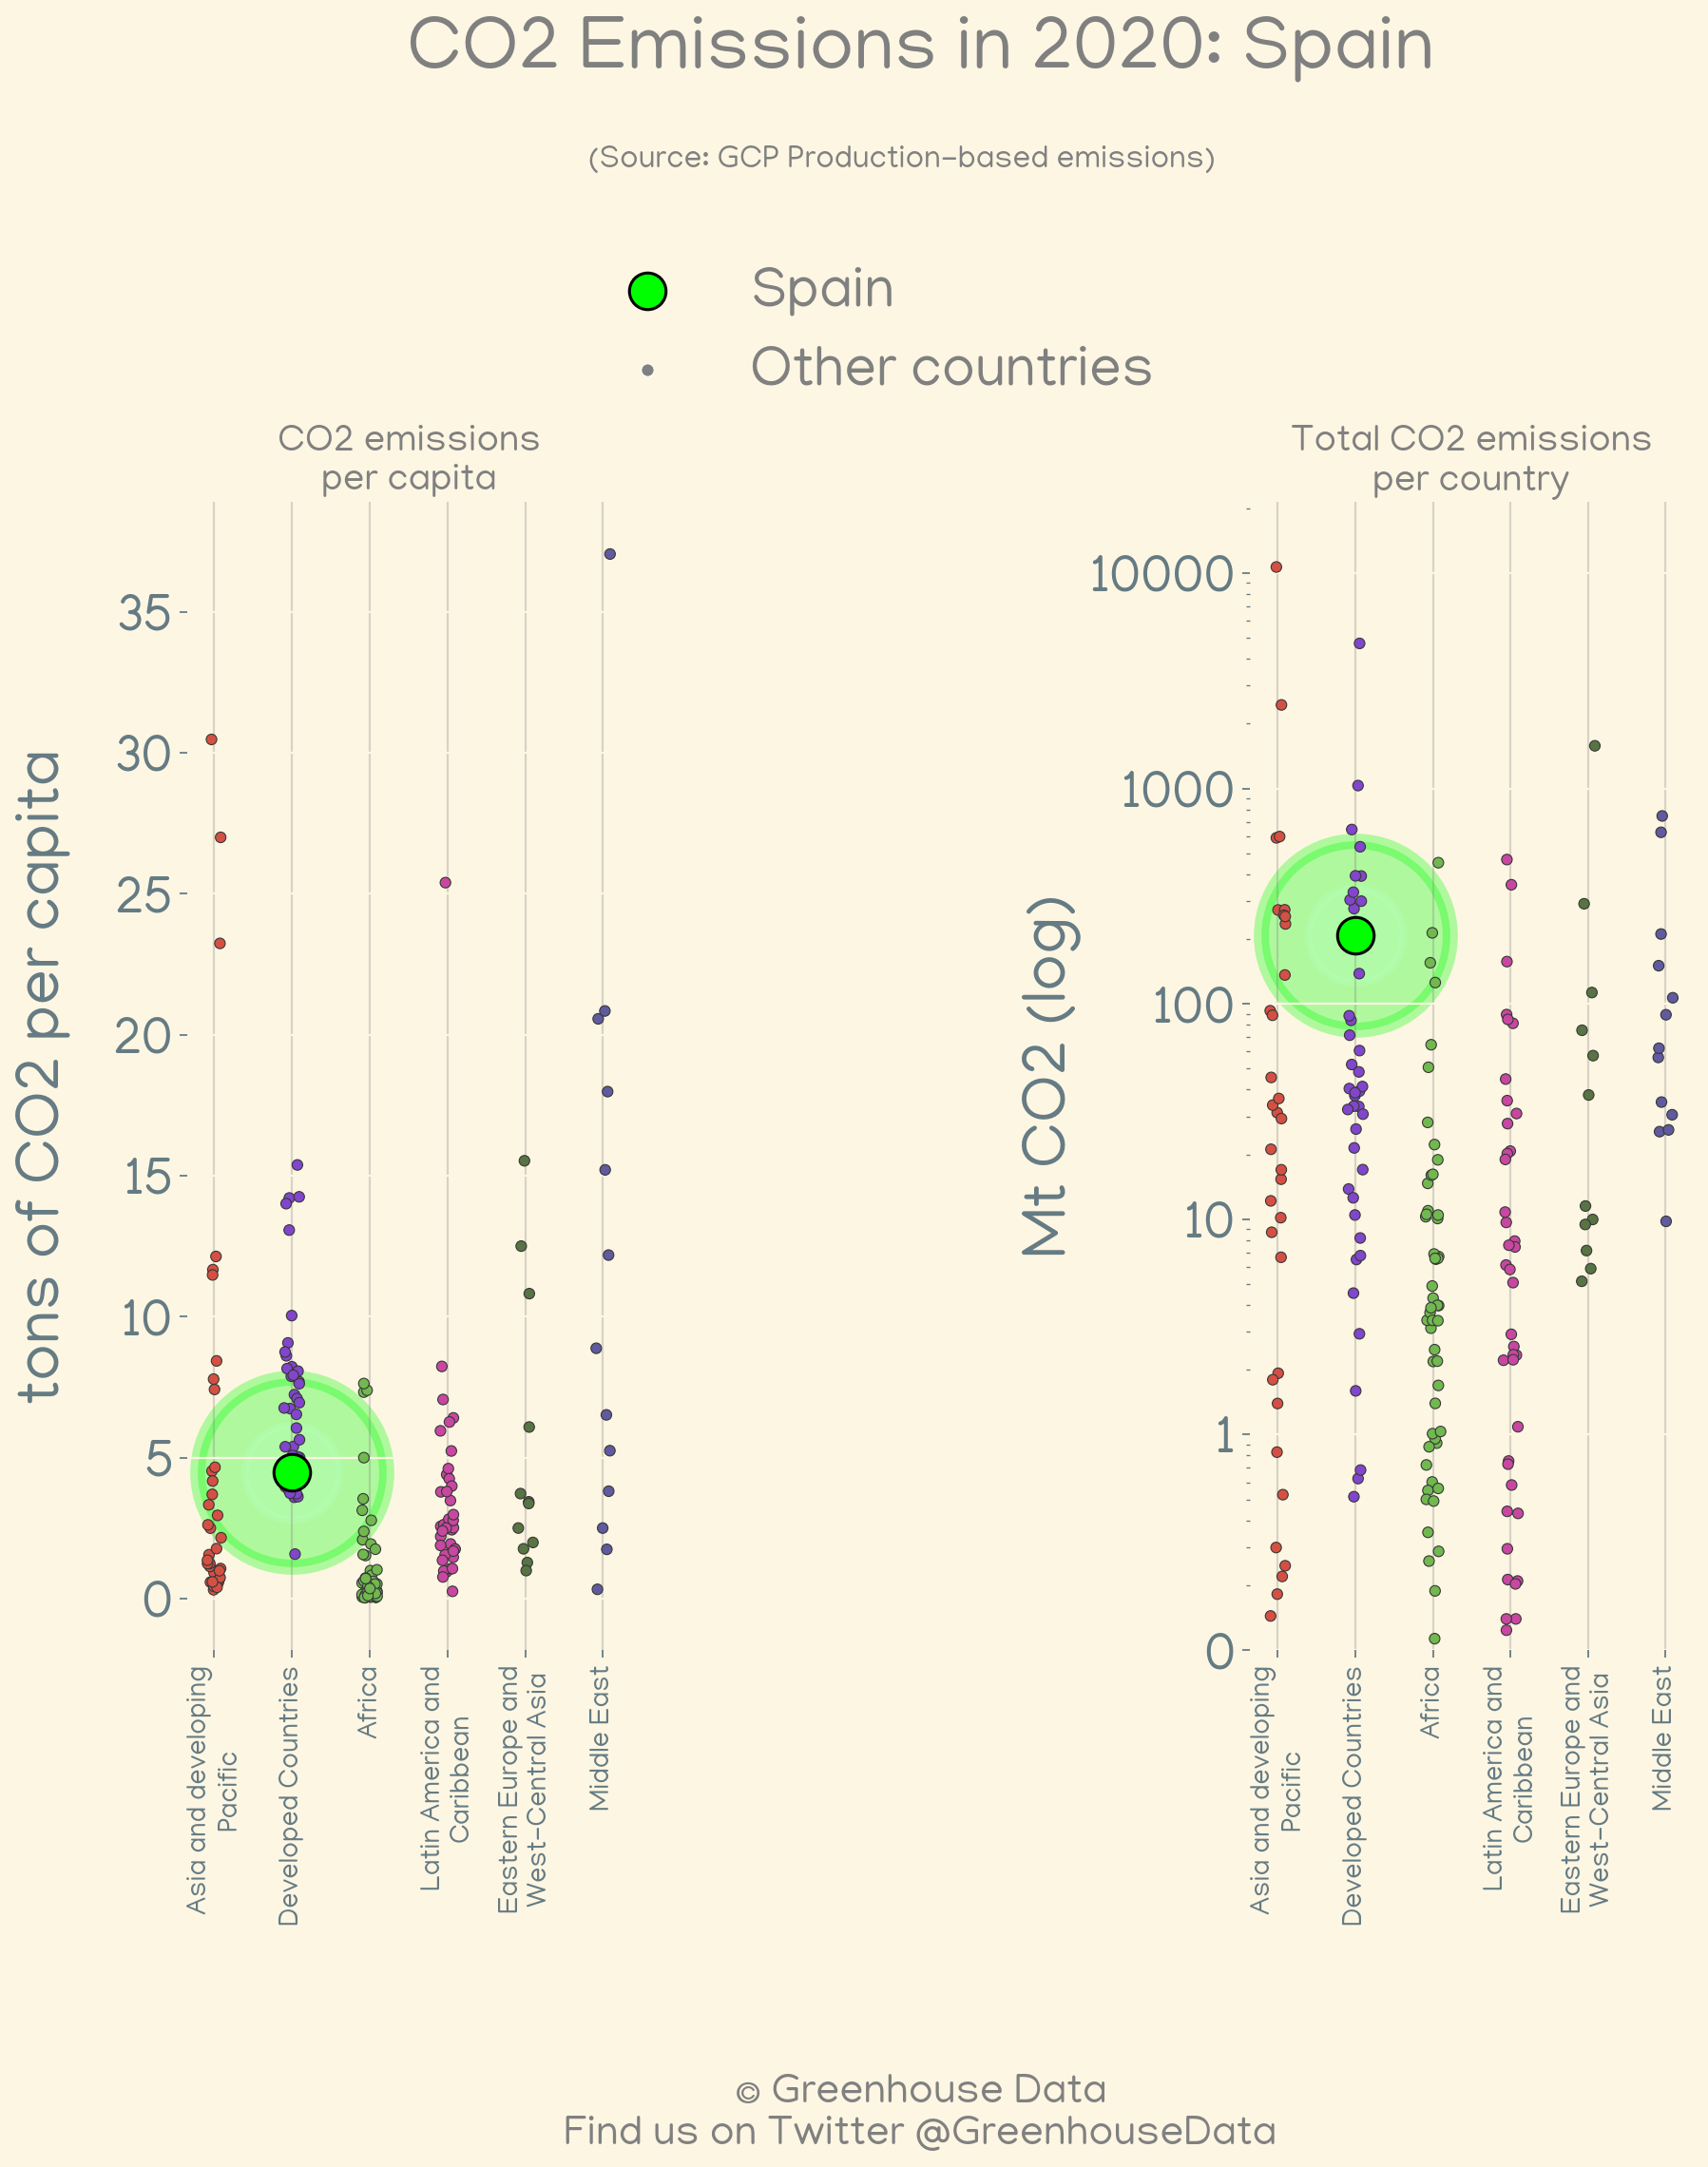 CO2 Emissions in 2020: Spain
(Source: GCP Production-based emissions)
Spain
Other countries
CO2 emissions
per capita
tons of CO2 per capita
35
30
25
20
15
10
5
0
Asia and developing
Pacific
Developed Countries
Africa
Latin America and
Caribbean
Eastern Europe and
West-Central Asia
Middle East
Total CO2 emissions
per country
Mt CO2 (log)
10000
1000
100
10
1
0
Asia and developing
Pacific
Developed Countries
Africa
Latin America and
Caribbean
Eastern Europe and
West-Central Asia
Middle East
© Greenhouse Data
Find us on Twitter @GreenhouseData